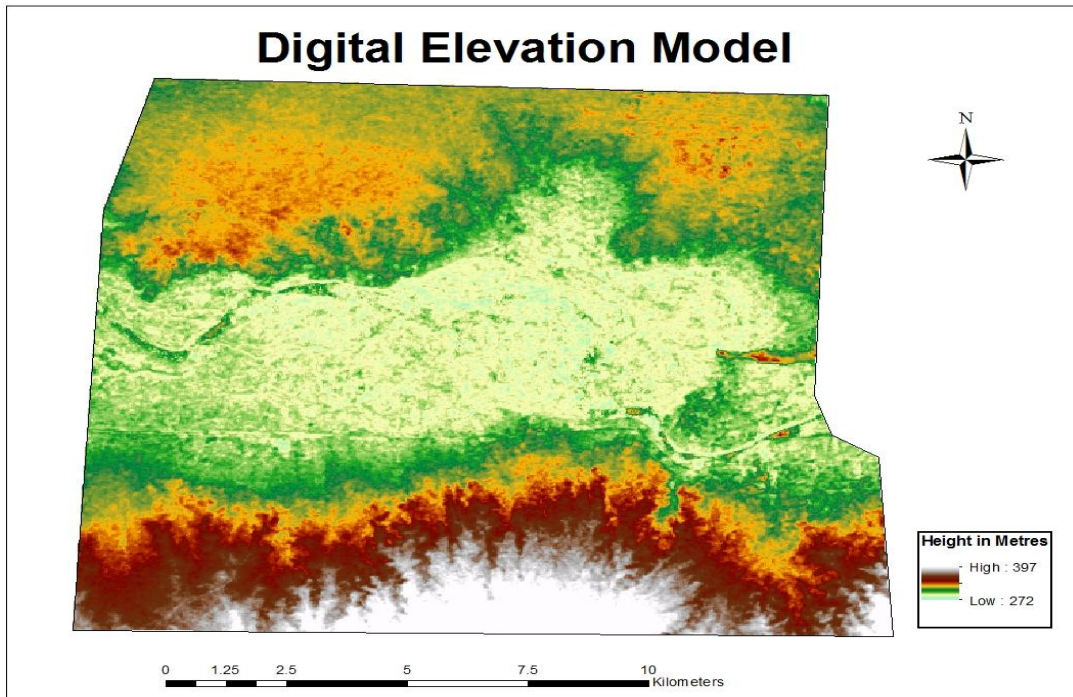 Digital Elevation Model
N
Height in Metres
High : 397
Low : 272
0 1.25 2.5 5 7.5 10
Kilometers